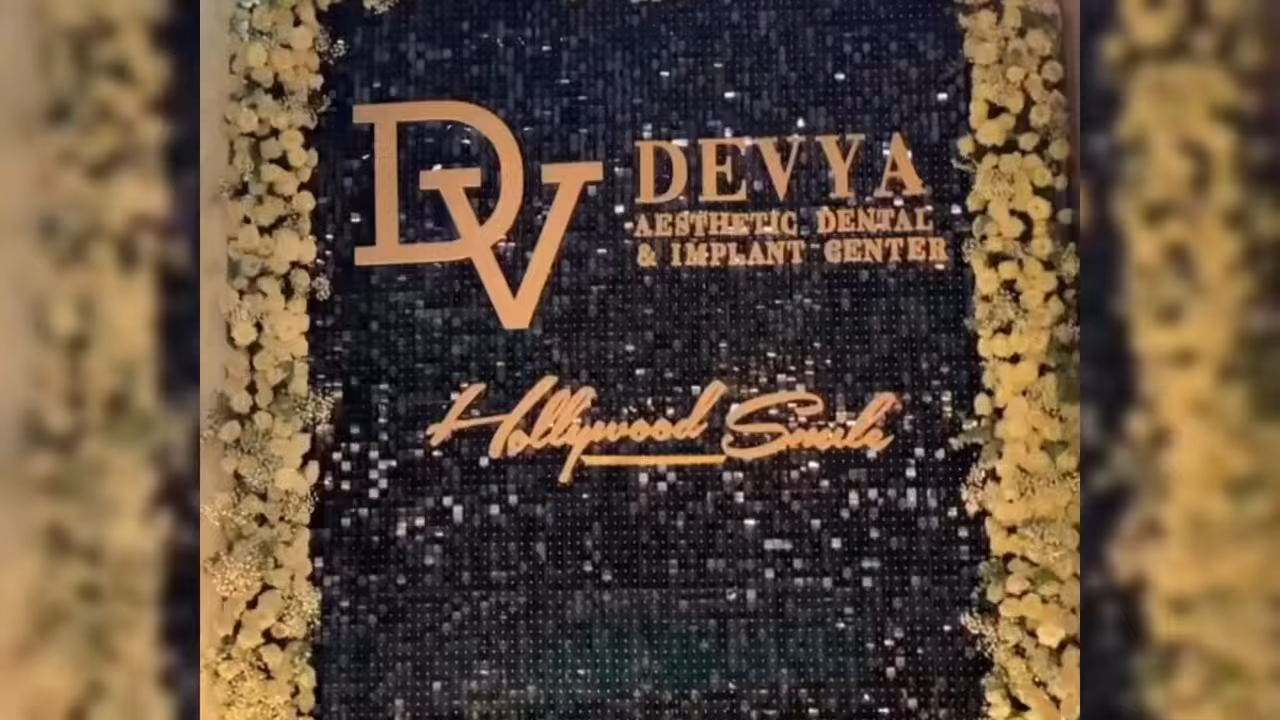 DV
DEVYA
AESTHETIC DENTAL
& IMPLANT CENTER
Hollywood Smile